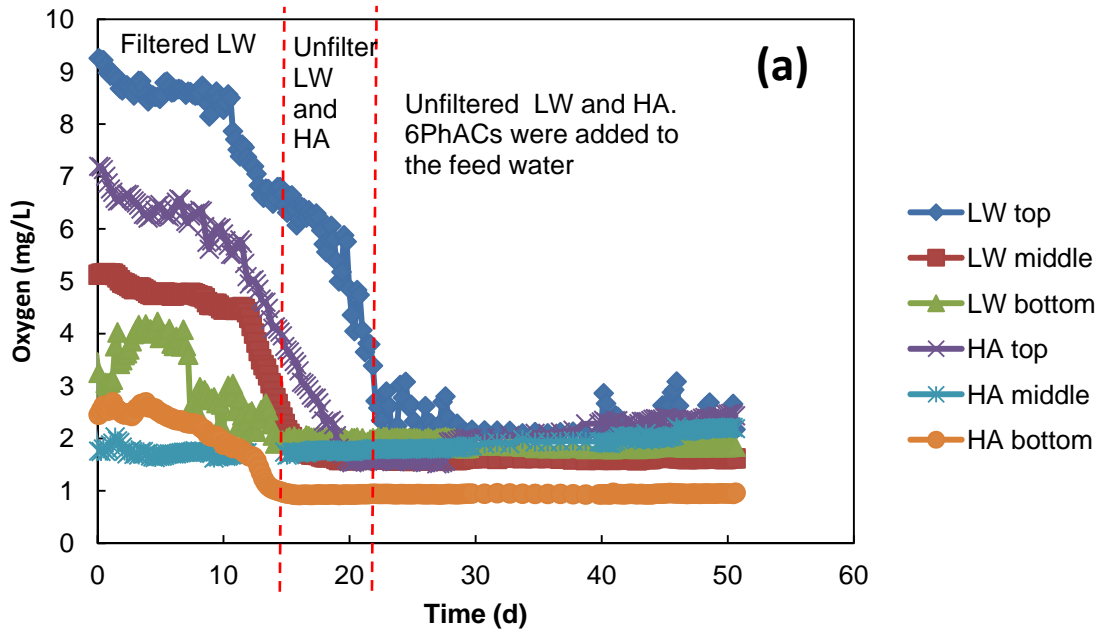 10
9
8
7
6
5
4
3
2
1
0
Oxygen (mg/L)
Filtered LW
Unfilter
LW
and
HA
(a)
Unfiltered LW and HA.
6PhACs were added to
the feed water
LW top
LW middle
LW bottom
HA top
HA middle
HA bottom
0 10 20 30 40 50 60
Time (d)